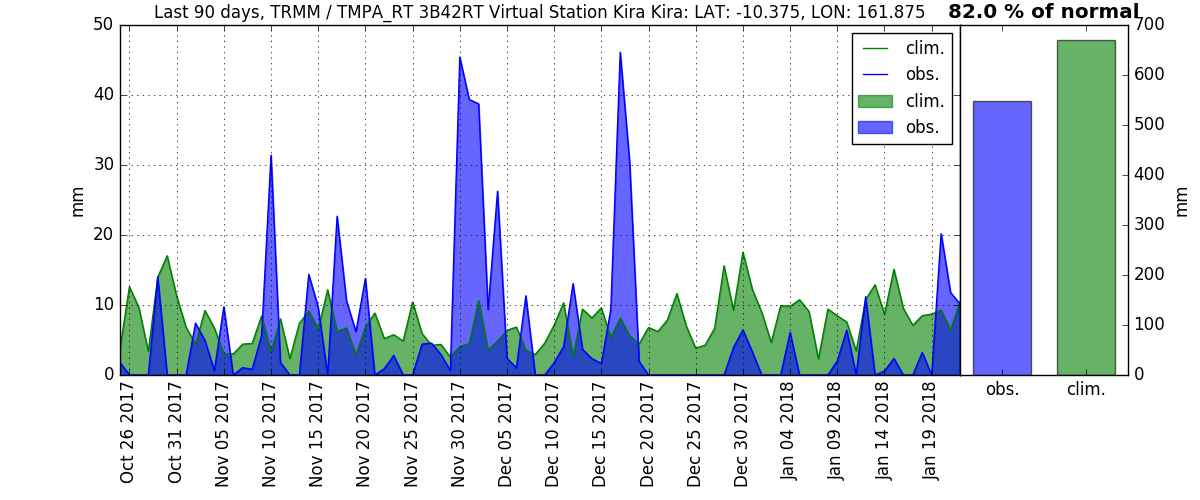 Last 90 days, TRMM / TMPA_RT 3B42RT Virtual Station Kira Kira: LAT: -10.375, LON: 161.875
82.0 % of normal
50
40
30
20
10
0
mm
clim.
obs.
clim.
obs.
700
600
500
400
300
200
100
0
mm
Oct 26 2017
Oct 31 2017
Nov 05 2017
Nov 10 2017
Nov 15 2017
Nov 20 2017
Nov 25 2017
Nov 30 2017
Dec 05 2017
Dec 10 2017
Dec 15 2017
Dec 20 2017
Dec 25 2017
Dec 30 2017
Jan 04 2018
Jan 09 2018
Jan 14 2018
Jan 19 2018
obs.
clim.